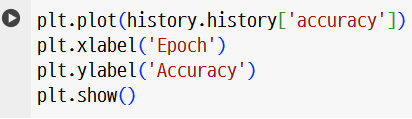 plt.plot(history.history['accuracy'])
plt.xlabel('Epoch')
plt.ylabel('Accuracy')
plt.show()